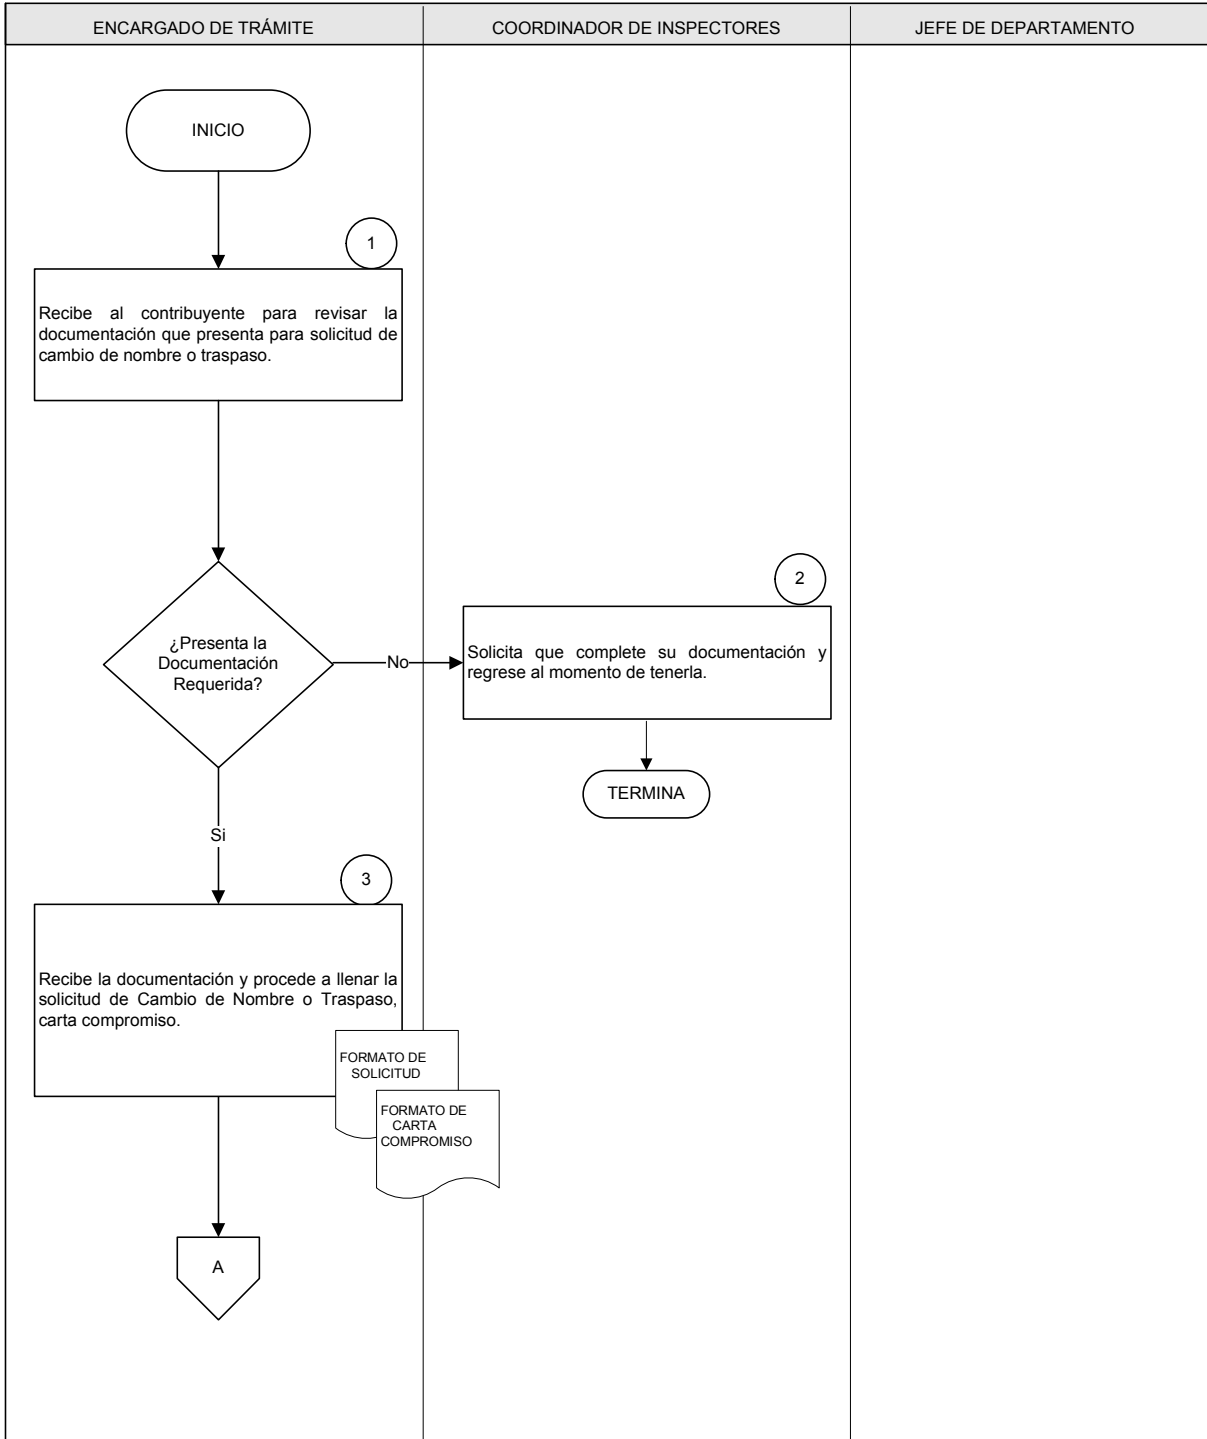 ENCARGADO DE TRÁMITE
COORDINADOR DE INSPECTORES
JEFE DE DEPARTAMENTO
INICIO
1
Recibe al contribuyente para revisar la
documentación que presenta para solicitud de
cambio de nombre o traspaso.
¿Presenta la
Documentación
Requerida?
No
2
Solicita que complete su documentación y
regrese al momento de tenerla.
TERMINA
Si
3
Recibe la documentación y procede a llenar la
solicitud de Cambio de Nombre o Traspaso,
carta compromiso.
FORMATO DE
SOLICITUD
FORMATO DE
CARTA
COMPROMISO
A